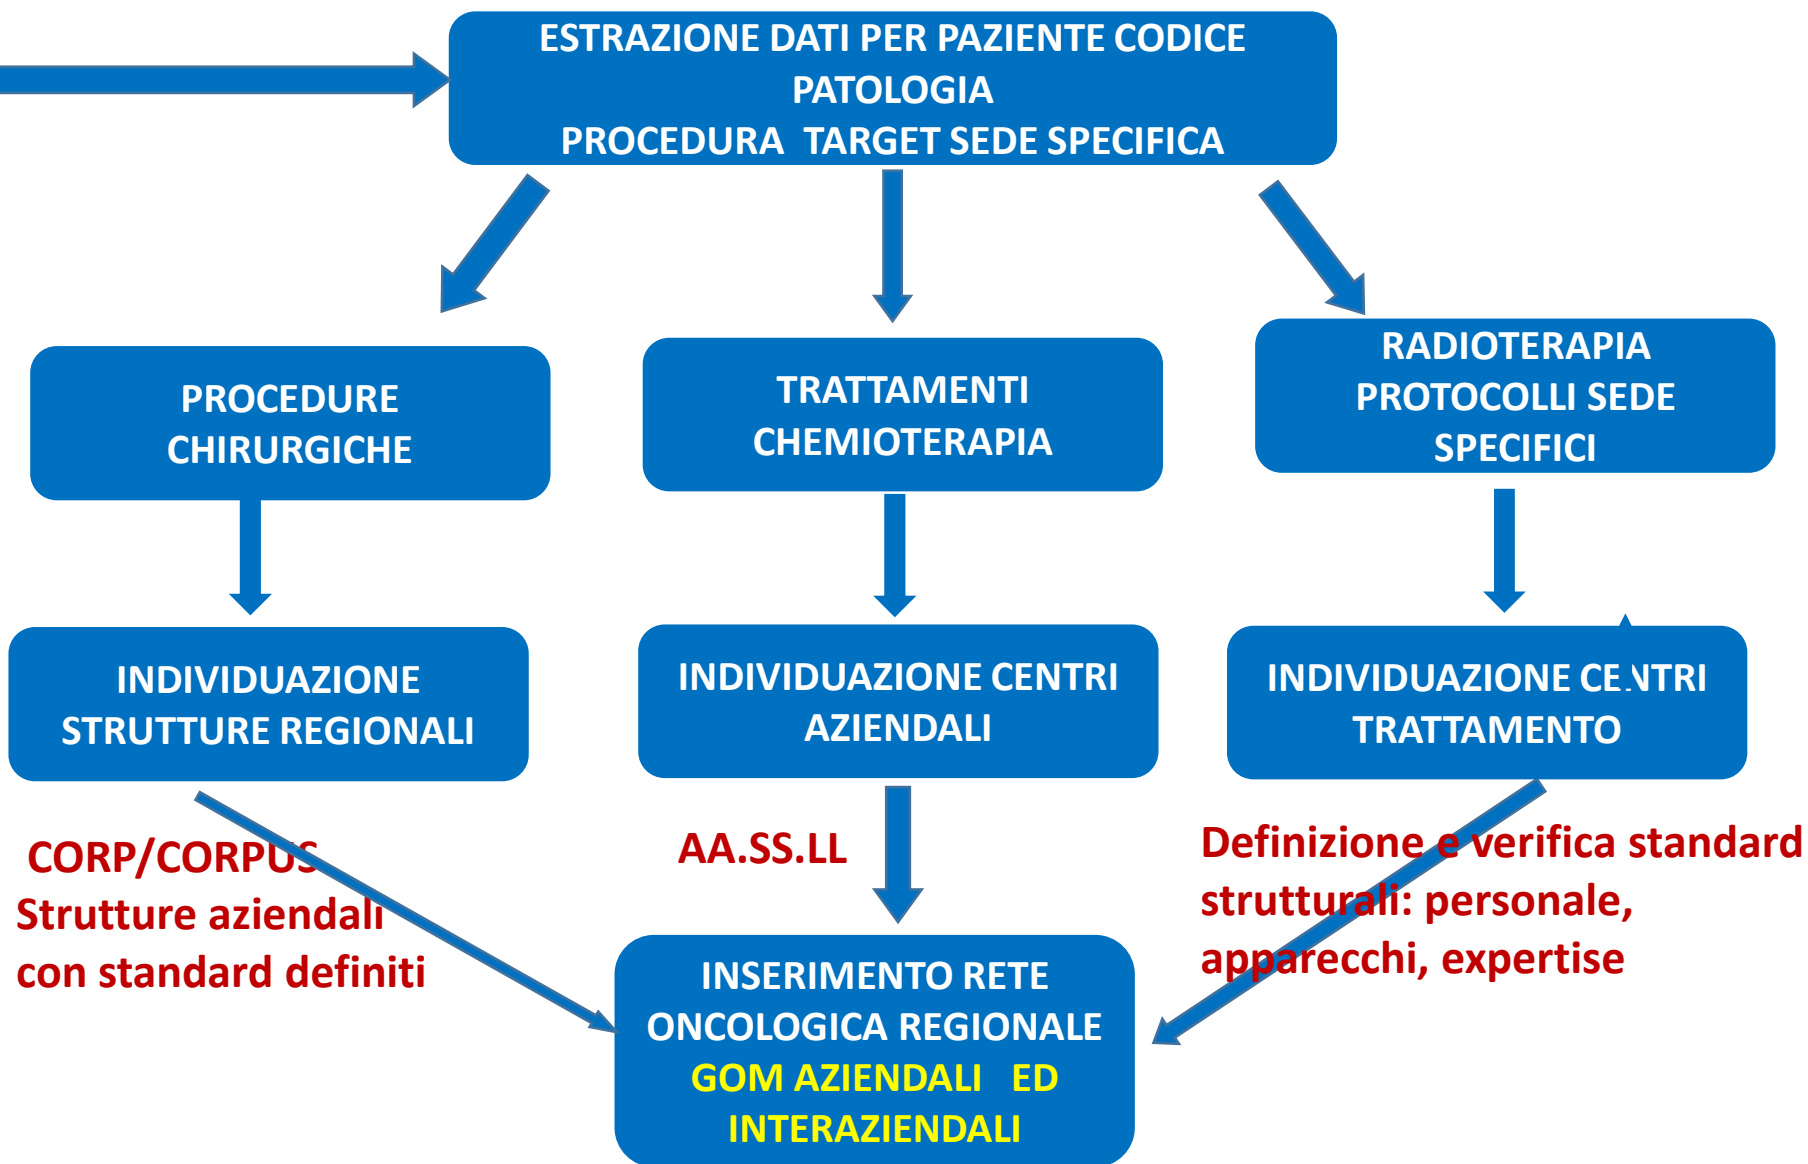 ESTRAZIONE DATI PER PAZIENTE CODICE
PATOLOGIA
PROCEDURA TARGET SEDE SPECIFICA
PROCEDURE
CHIRURGICHE
TRATTAMENTI
CHEMIOTERAPIA
RADIOTERAPIA
PROTOCOLLI SEDE
SPECIFICI
INDIVIDUAZIONE
STRUTTURE REGIONALI
INDIVIDUAZIONE CENTRI
AZIENDALI
INDIVIDUAZIONE CENTRI
TRATTAMENTO
CORP/CORPUS
Strutture aziendali
con standard definiti
AA.SS.LL
Definizione e verifica standard
strutturali: personale,
apparecchi, expertise
INSERIMENTO RETE
ONCOLOGICA REGIONALE
GOM AZIENDALI ED
INTERAZIENDALI